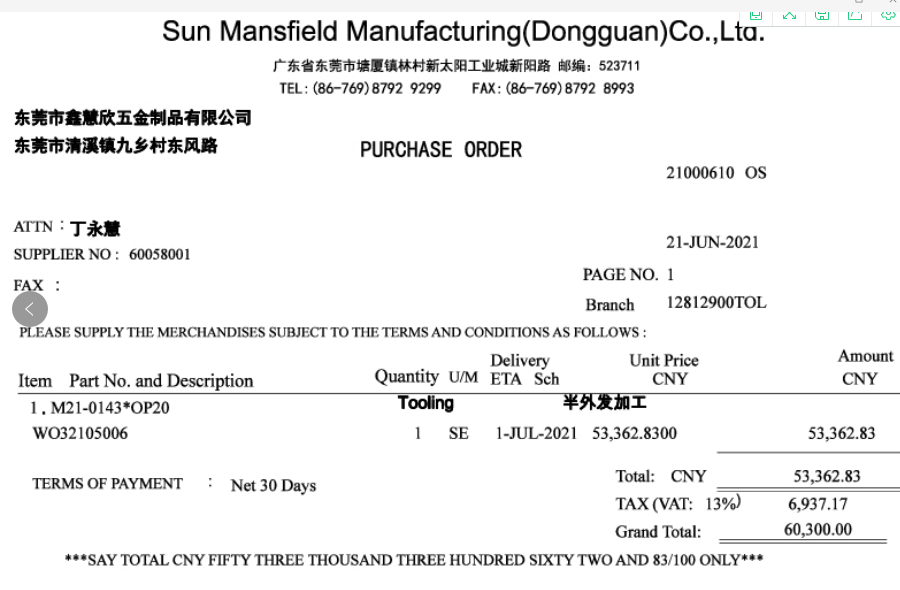 Sun Mansfield Manufacturing(Dongguan)Co.,Ltd.
广东省东莞市塘厦镇林村新太阳工业城新阳路 邮编：523711
TEL:(86-769)8792 9299 FAX:(86-769)8792 8993
东莞市鑫慧欣五金制品有限公司
东莞市清溪镇九乡村东风路
PURCHASE ORDER
21000610 OS
ATTN：丁永慧
21-JUN-2021
SUPPLIER NO : 60058001
PAGE NO. 1
FAX :
Branch 12812900TOL
PLEASE SUPPLY THE MERCHANDISES SUBJECT TO THE TERMS AND CONDITIONS AS FOLLOWS :
Delivery Unit Price Amount
Item Part No. and Description Quantity U/M ETA Sch CNY CNY
1 . M21-0143*OP20 Tooling 半外发加工
WO32105006 1 SE 1-JUL-2021 53,362.8300 53,362.83
Total: CNY 53,362.83
TERMS OF PAYMENT : Net 30 Days
TAX (VAT: 13%) 6,937.17
Grand Total: 60,300.00
***SAY TOTAL CNY FIFTY THREE THOUSAND THREE HUNDRED SIXTY TWO AND 83/100 ONLY***